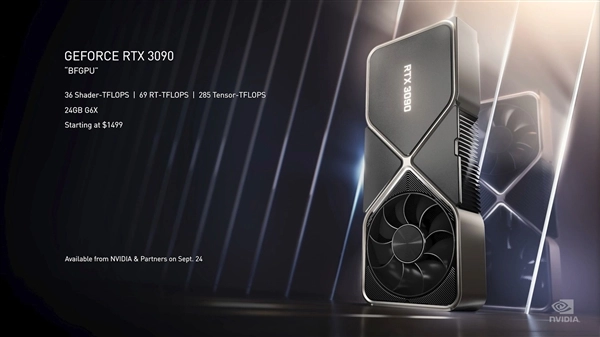 GEFORCE RTX 3090
"BFGPU"
36 Shader-TFLOPS | 69 RT-TFLOPS | 285 Tensor-TFLOPS
24GB G6X
Starting at $1499
Available from NVIDIA & Partners on Sept. 24
RTX 3090
NVIDIA